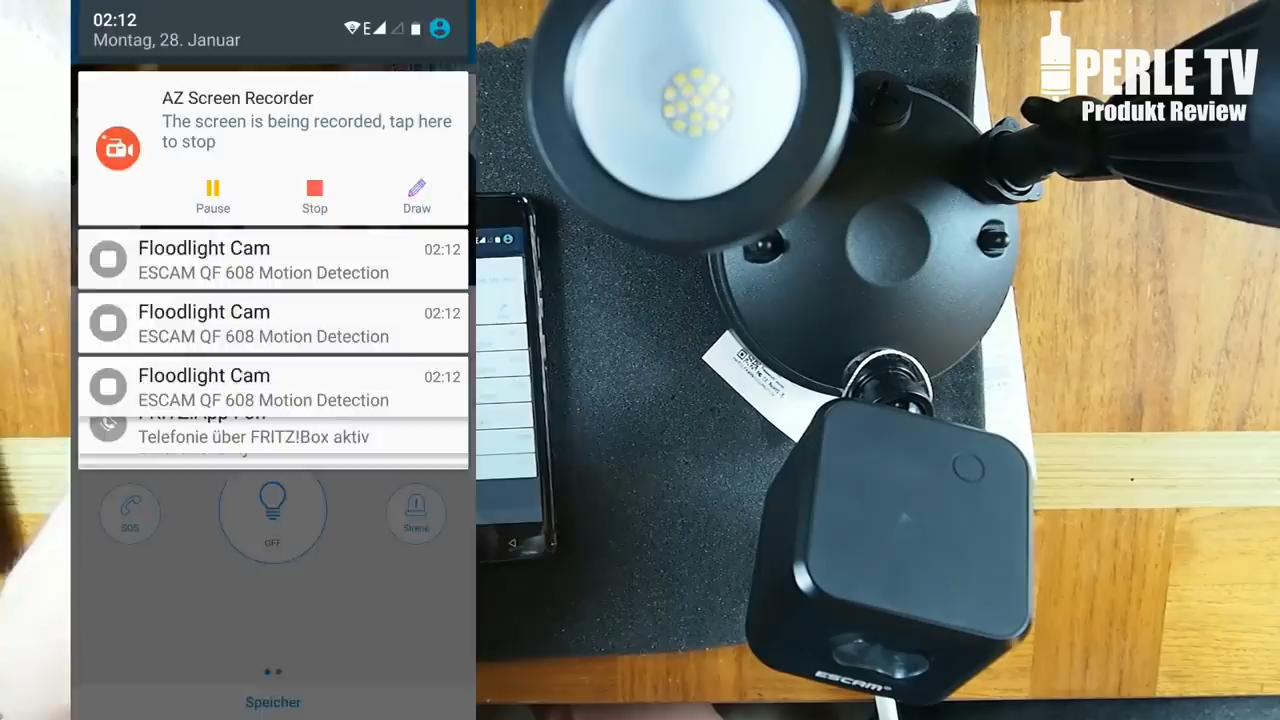 02:12
Montag, 28. Januar
E
PERLE TV
Produkt Review
AZ Screen Recorder
The screen is being recorded, tap here
to stop
Pause
Stop
Draw
Floodlight Cam
02:12
ESCAM QF 608 Motion Detection
Floodlight Cam
02:12
ESCAM QF 608 Motion Detection
Floodlight Cam
02:12
ESCAM QF 608 Motion Detection
Telefonie über FRITZ!Box aktiv
SOS
OFF
Sirene
Speicher
ESCAM